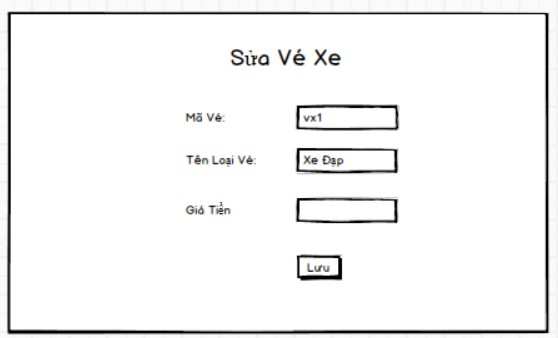 Sửa Vé Xe
Mã Vé: vx1
Tên Loại Vé: Xe Đạp
Giá Tiền
Lưu